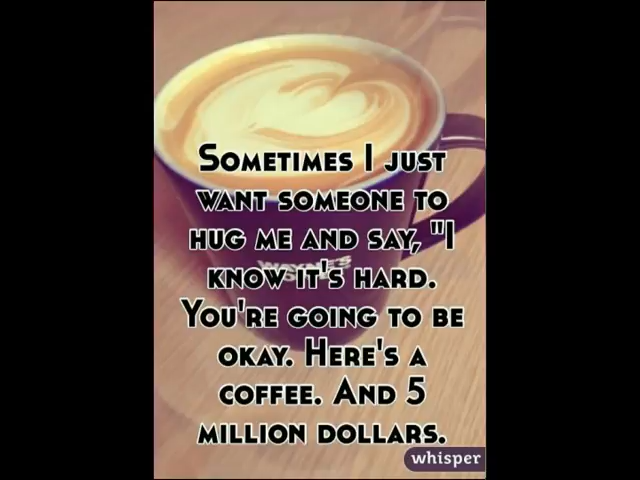 Sometimes I just
want someone to
hug me and say, "I
know it's hard.
You're going to be
okay. Here's a
coffee. And 5
million dollars.
whisper